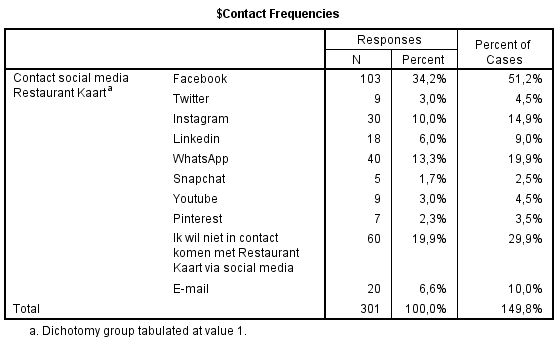 $Contact Frequencies
Responses Percent of Cases
N Percent
Contact social media Restaurant Kaart a Facebook 103 34,2% 51,2%
Twitter 9 3,0% 4,5%
Instagram 30 10,0% 14,9%
Linkedin 18 6,0% 9,0%
WhatsApp 40 13,3% 19,9%
Snapchat 5 1,7% 2,5%
Youtube 9 3,0% 4,5%
Pinterest 7 2,3% 3,5%
Ik wil niet in contact komen met Restaurant Kaart via social media 60 19,9% 29,9%
E-mail 20 6,6% 10,0%
Total 301 100,0% 149,8%
a. Dichotomy group tabulated at value 1.